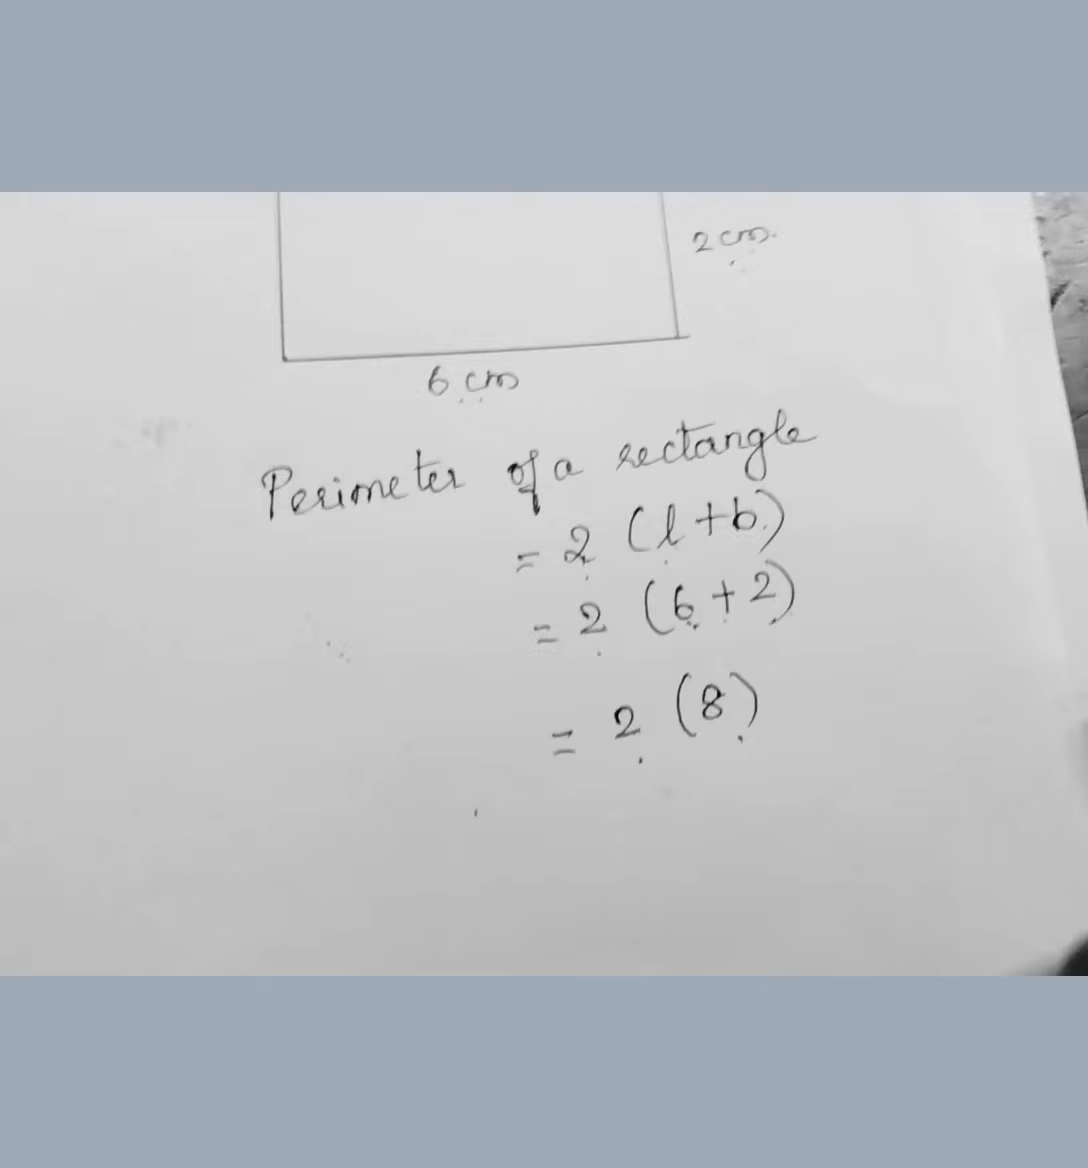 2 cm.
6 cm
Perimeter of a rectangle
= 2 (l + b)
= 2 (6 + 2)
= 2 (8)